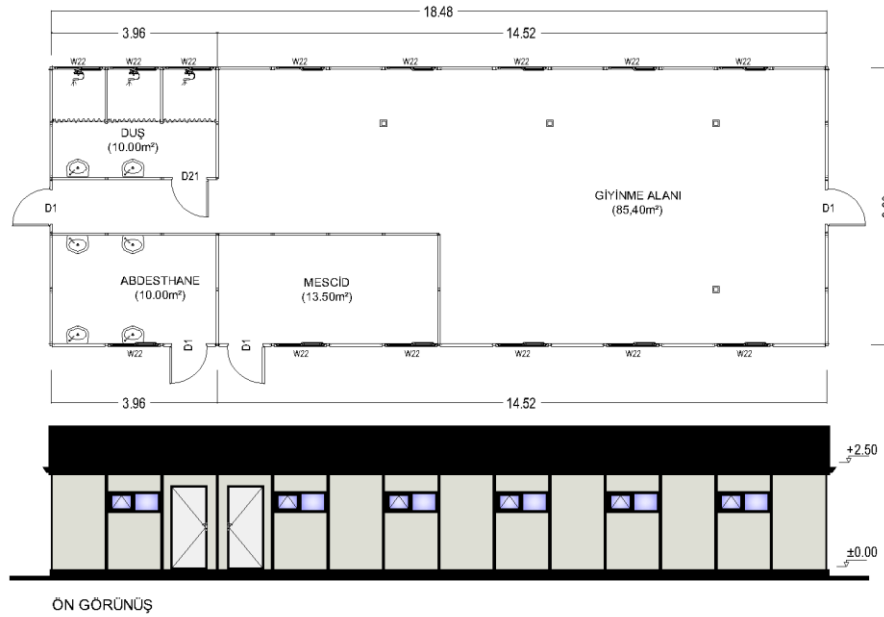 18.48
3.96
14.52
W22
W22
W22
W22
W22
W22
W22
W22
DUŞ
(10.00m²)
D21
GİYİNME ALANI
(85,40m²)
D1
D1
ABDESTHANE
(10.00m²)
MESCİD
(13.50m²)
D1
D1
W22
W22
W22
W22
W22
W22
3.96
14.52
+2.50
±0.00
ÖN GÖRÜNÜŞ